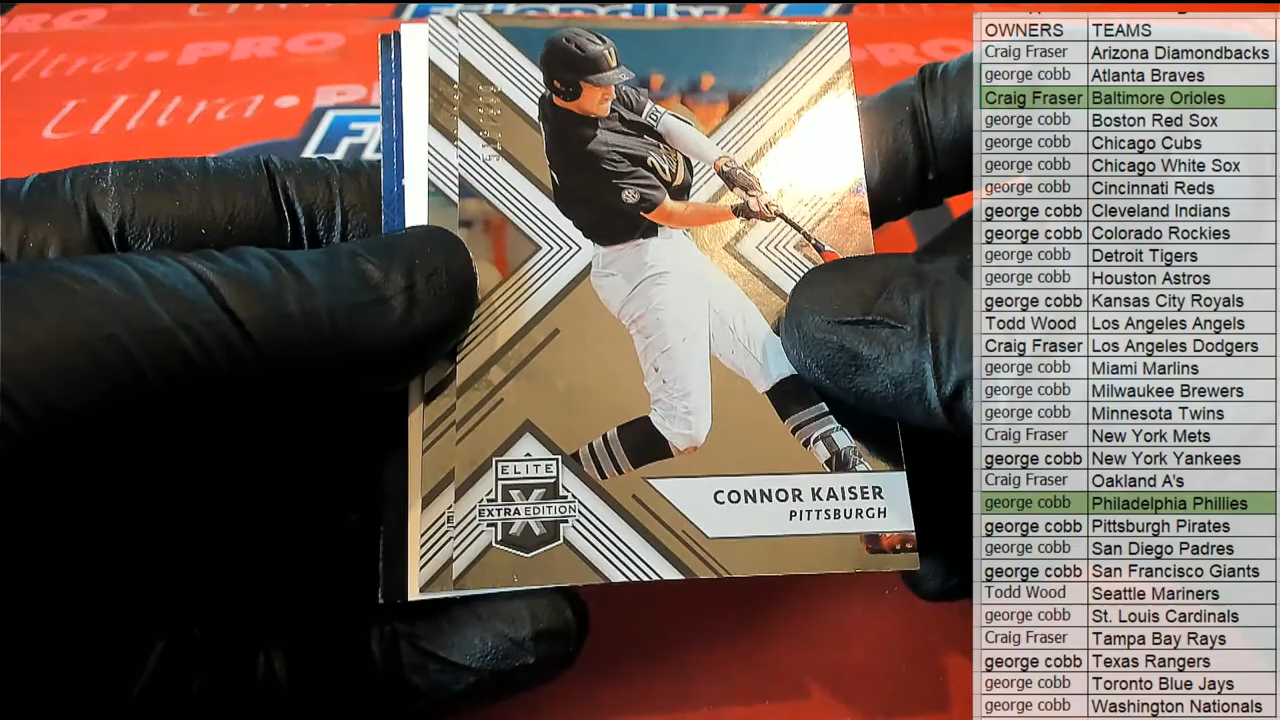 Ultra•PRO
Ultra•PRO
ELITE
X
EXTRA EDITION
CONNOR KAISER
PITTSBURGH
OWNERS TEAMS
Craig Fraser Arizona Diamondbacks
george cobb Atlanta Braves
Craig Fraser Baltimore Orioles
george cobb Boston Red Sox
george cobb Chicago Cubs
george cobb Chicago White Sox
george cobb Cincinnati Reds
george cobb Cleveland Indians
george cobb Colorado Rockies
george cobb Detroit Tigers
george cobb Houston Astros
george cobb Kansas City Royals
Todd Wood Los Angeles Angels
Craig Fraser Los Angeles Dodgers
george cobb Miami Marlins
george cobb Milwaukee Brewers
george cobb Minnesota Twins
Craig Fraser New York Mets
george cobb New York Yankees
Craig Fraser Oakland A's
george cobb Philadelphia Phillies
george cobb Pittsburgh Pirates
george cobb San Diego Padres
george cobb San Francisco Giants
Todd Wood Seattle Mariners
george cobb St. Louis Cardinals
Craig Fraser Tampa Bay Rays
george cobb Texas Rangers
george cobb Toronto Blue Jays
george cobb Washington Nationals